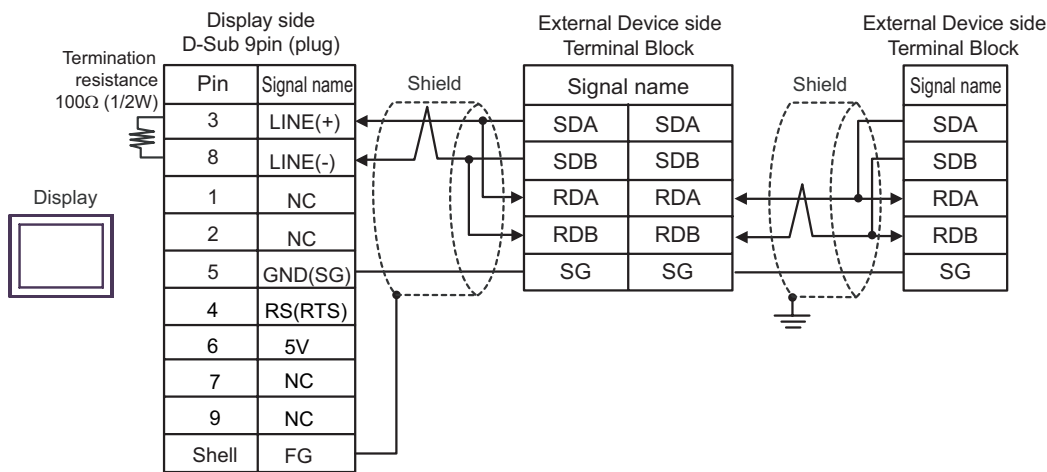 Display side
D-Sub 9pin (plug)
External Device side
Terminal Block
External Device side
Terminal Block
Termination
resistance
100Ω (1/2W)
Pin Signal name
Shield
Signal name
Shield
Signal name
3 LINE(+)
SDA SDA
SDA
8 LINE(-)
SDB SDB
SDB
Display
1 NC
RDA RDA
RDA
2 NC
RDB RDB
RDB
5 GND(SG)
SG SG
SG
4 RS(RTS)
6 5V
7 NC
9 NC
Shell FG